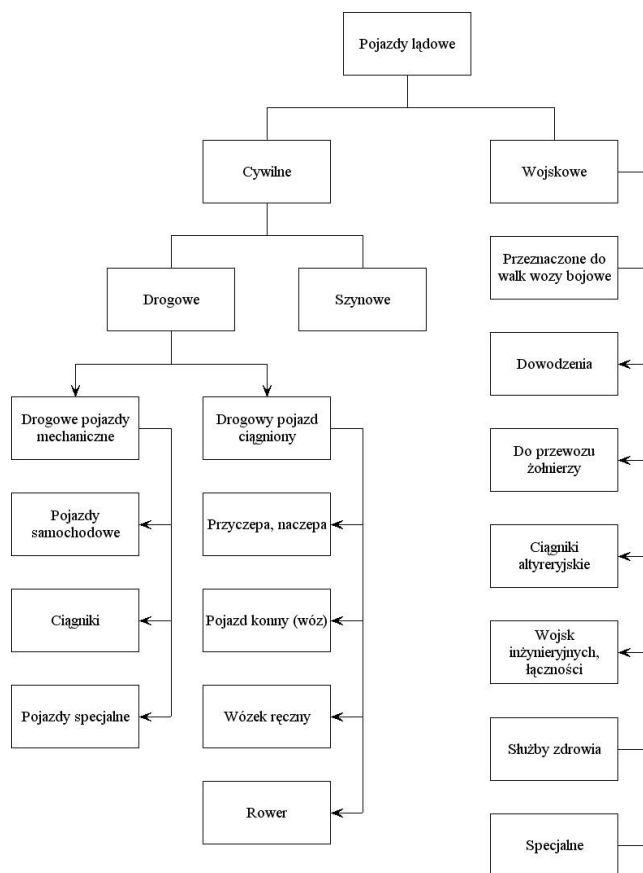 Pojazdy lądowe
Cywilne
Wojskowe
Drogowe
Szynowe
Przeznaczone do
walk wozy bojowe
Dowodzenia
Drogowe pojazdy
mechaniczne
Drogowy pojazd
ciągniony
Do przewozu
żołnierzy
Pojazdy
samochodowe
Przyczepa, naczepa
Ciągniki
altyreryjskie
Ciągniki
Pojazd konny (wóz)
Wojsk
inżynieryjnych,
łączności
Pojazdy specjalne
Wózek ręczny
Służby zdrowia
Rower
Specjalne